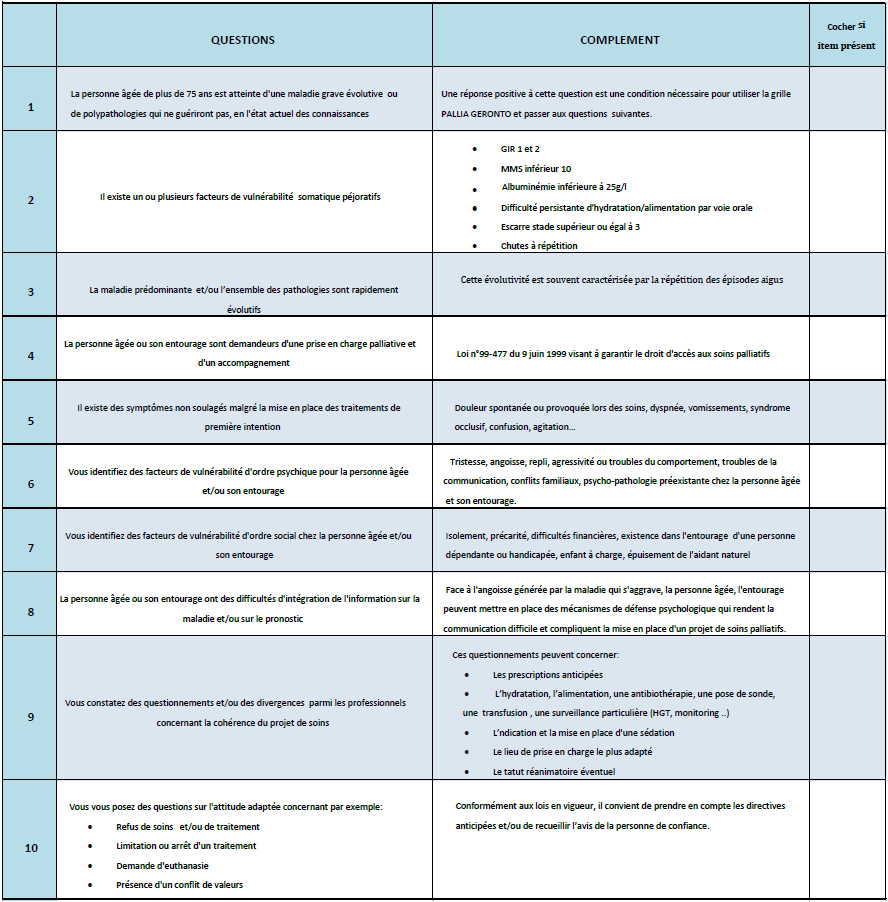 QUESTIONS
COMPLEMENT
Cocher si
item présent
1
La personne âgée de plus de 75 ans est atteinte d'une maladie grave évolutive ou
de polypathologies qui ne guériront pas, en l'état actuel des connaissances
Une réponse positive à cette question est une condition nécessaire pour utiliser la grille
PALLIA GERONTO et passer aux questions suivantes.
2
Il existe un ou plusieurs facteurs de vulnérabilité somatique péjoratifs
• GIR 1 et 2
• MMS inférieur 10
• Albuminémie inférieure à 25g/l
• Difficulté persistante d'hydratation/alimentation par voie orale
• Escarre stade supérieur ou égal à 3
• Chutes à répétition
3
La maladie prédominante et/ou l'ensemble des pathologies sont rapidement
évolutifs
Cette évolutivité est souvent caractérisée par la répétition des épisodes aigus
4
La personne âgée ou son entourage sont demandeurs d'une prise en charge palliative et
d'un accompagnement
Loi n°99-477 du 9 juin 1999 visant à garantir le droit d'accès aux soins palliatifs
5
Il existe des symptômes non soulagés malgré la mise en place des traitements de
première intention
Douleur spontanée ou provoquée lors des soins, dyspnée, vomissements, syndrome
occlusif, confusion, agitation...
6
Vous identifiez des facteurs de vulnérabilité d'ordre psychique pour la personne âgée
et/ou son entourage
Tristesse, angoisse, repli, agressivité ou troubles du comportement, troubles de la
communication, conflits familiaux, psycho-pathologie préexistante chez la personne âgée
et son entourage.
7
Vous identifiez des facteurs de vulnérabilité d'ordre social chez la personne âgée et/ou
son entourage
Isolement, précarité, difficultés financières, existence dans l'entourage d'une personne
dépendante ou handicapée, enfant à charge, épuisement de l'aidant naturel
8
La personne âgée ou son entourage ont des difficultés d'intégration de l'information sur la
maladie et/ou sur le pronostic
Face à l'angoisse générée par la maladie qui s'aggrave, la personne âgée, l'entourage
peuvent mettre en place des mécanismes de défense psychologique qui rendent la
communication difficile et compliquent la mise en place d'un projet de soins palliatifs.
9
Vous constatez des questionnements et/ou des divergences parmi les professionnels
concernant la cohérence du projet de soins
Ces questionnements peuvent concerner:
• Les prescriptions anticipées
• L'hydratation, l'alimentation, une antibiothérapie, une pose de sonde,
une transfusion , une surveillance particulière (HGT, monitoring ..)
• L'ndication et la mise en place d'une sédation
• Le lieu de prise en charge le plus adapté
• Le tatut réanimatoire éventuel
10
Vous vous posez des questions sur l'attitude adaptée concernant par exemple:
• Refus de soins et/ou de traitement
• Limitation ou arrêt d'un traitement
• Demande d'euthanasie
• Présence d'un conflit de valeurs
Conformément aux lois en vigueur, il convient de prendre en compte les directives
anticipées et/ou de recueillir l'avis de la personne de confiance.